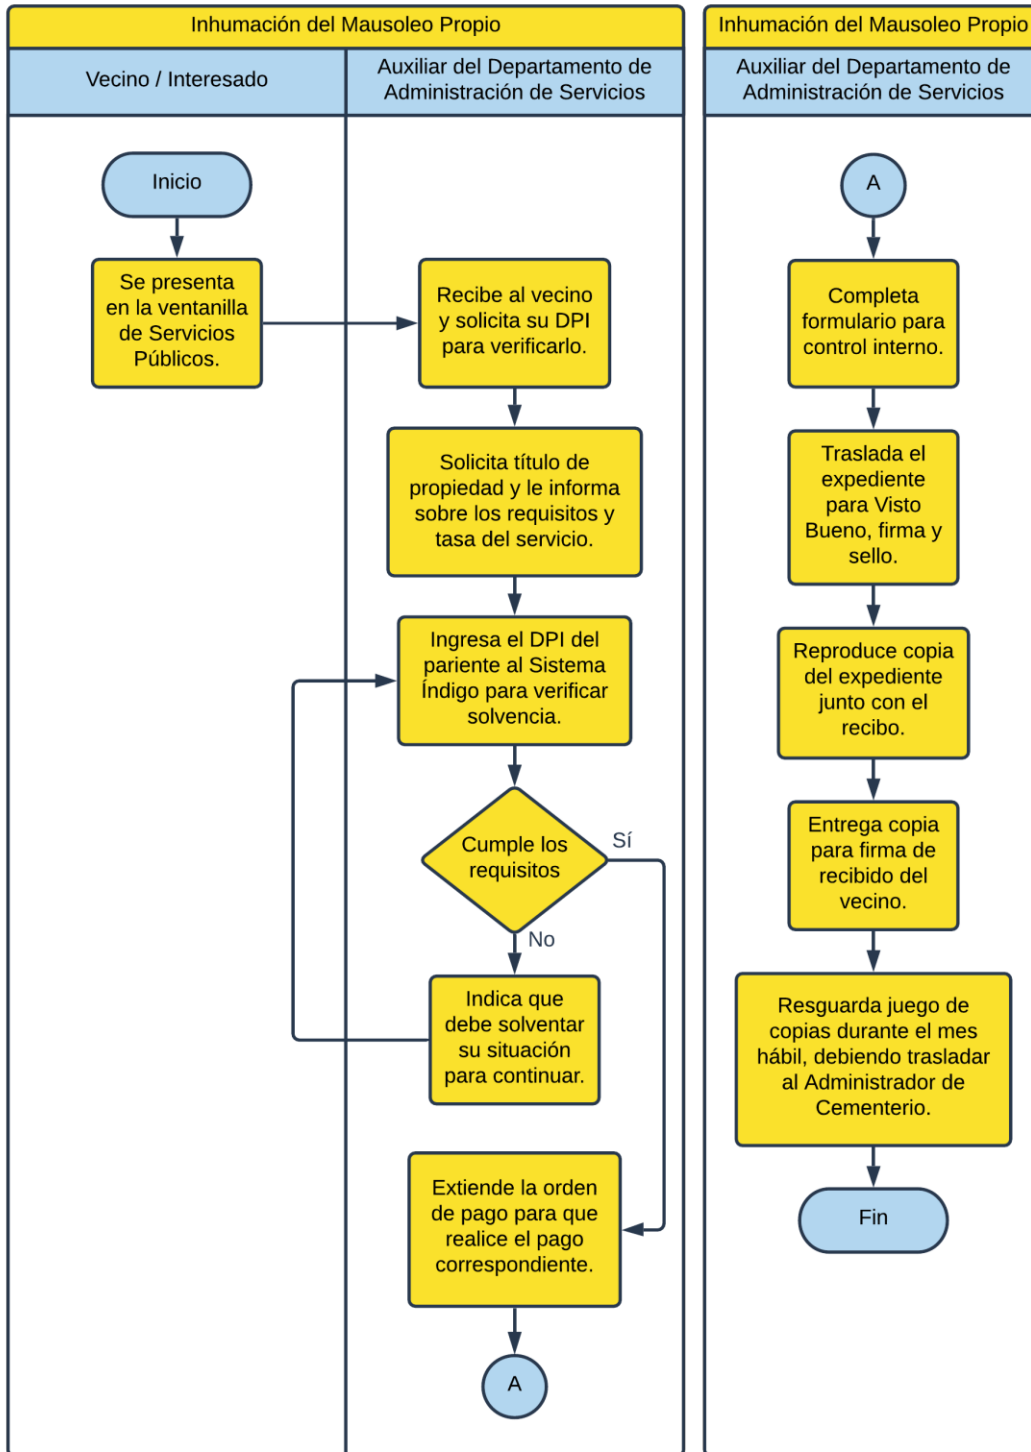 Inhumación del Mausoleo Propio
Vecino / Interesado
Auxiliar del Departamento de
Administración de Servicios
Inicio
Se presenta
en la ventanilla
de Servicios
Públicos.
Recibe al vecino
y solicita su DPI
para verificarlo.
Solicita título de
propiedad y le informa
sobre los requisitos y
tasa del servicio.
Ingresa el DPI del
pariente al Sistema
Índigo para verificar
solvencia.
Cumple los
requisitos
Sí
No
Indica que
debe solventar
su situación
para continuar.
Extiende la orden
de pago para que
realice el pago
correspondiente.
A
Inhumación del Mausoleo Propio
Auxiliar del Departamento de
Administración de Servicios
A
Completa
formulario para
control interno.
Traslada el
expediente
para Visto
Bueno, firma y
sello.
Reproduce copia
del expediente
junto con el
recibo.
Entrega copia
para firma de
recibido del
vecino.
Resguarda juego de
copias durante el mes
hábil, debiendo trasladar
al Administrador de
Cementerio.
Fin